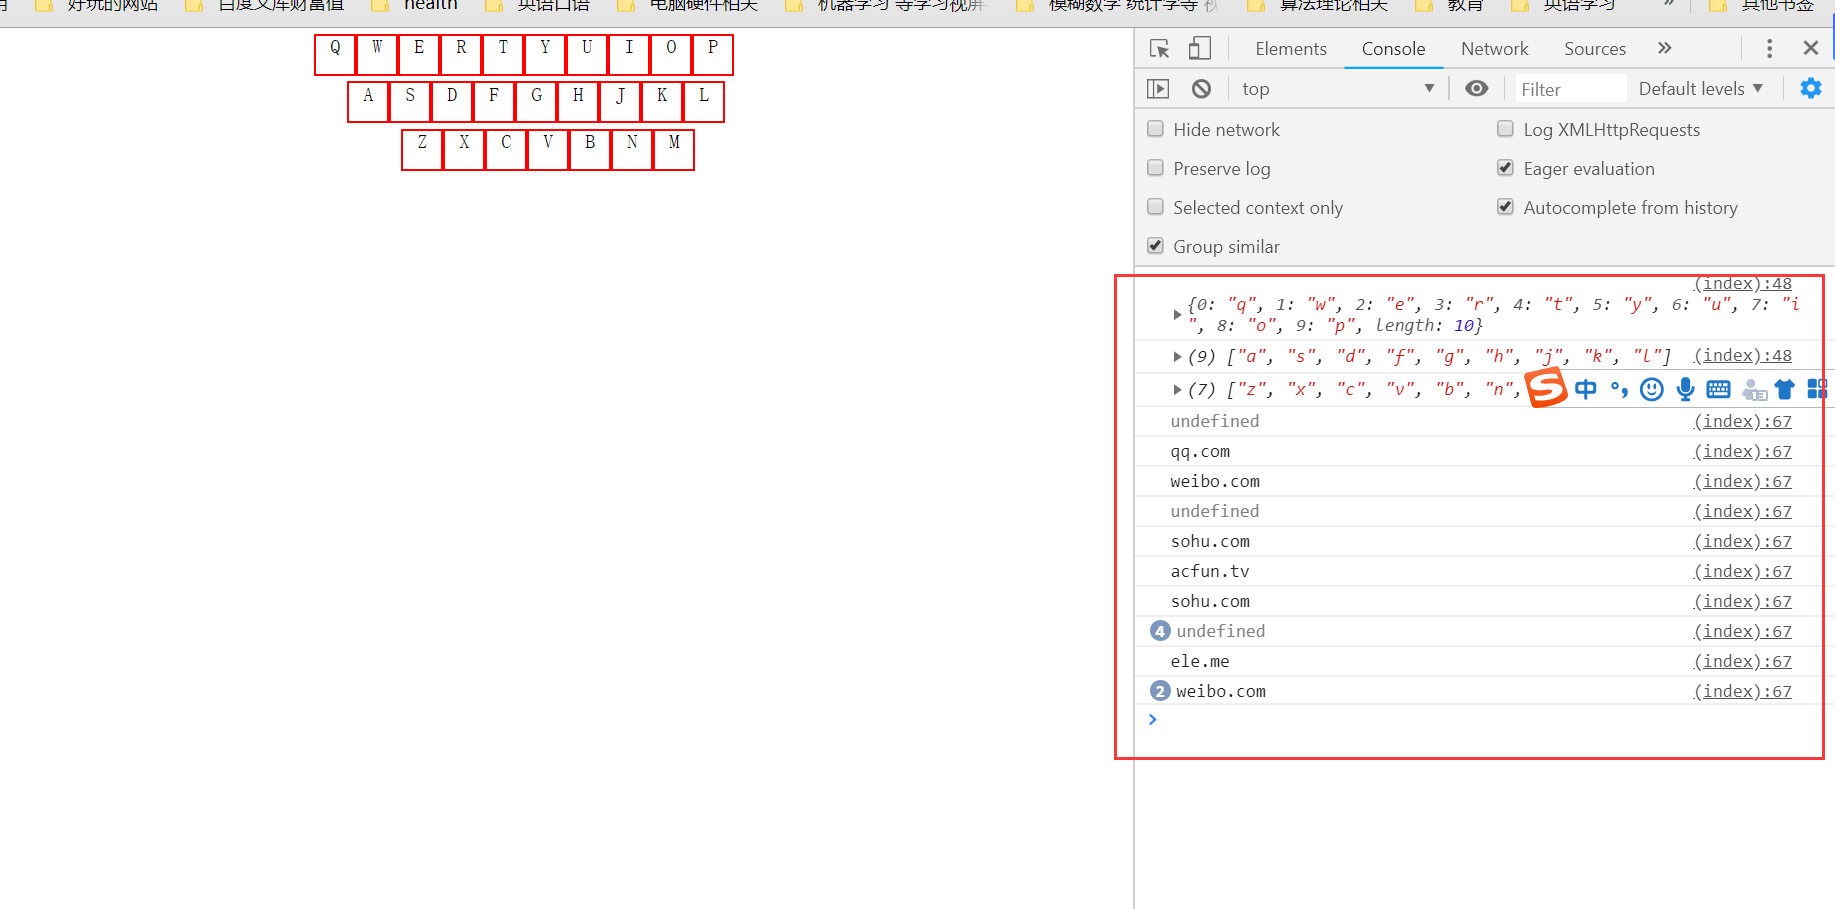 用 好玩的网站 百度文库财富值 health 英语口语 电脑硬件相关 机器学习 等学习视屏 模糊数学 统计学等 视 算法理论相关 教育 英语学习 » 其他书签
Q W E R T Y U I O P
A S D F G H J K L
Z X C V B N M
Elements Console Network Sources »
top Filter Default levels
Hide network Log XMLHttpRequests
Preserve log Eager evaluation
Selected context only Autocomplete from history
Group similar
(index):48
{0: "q", 1: "w", 2: "e", 3: "r", 4: "t", 5: "y", 6: "u", 7: "i
", 8: "o", 9: "p", length: 10}
(9) ["a", "s", "d", "f", "g", "h", "j", "k", "l"] (index):48
(7) ["z", "x", "c", "v", "b", "n", S 中
undefined (index):67
qq.com (index):67
weibo.com (index):67
undefined (index):67
sohu.com (index):67
acfun.tv (index):67
sohu.com (index):67
4 undefined (index):67
ele.me (index):67
2 weibo.com (index):67